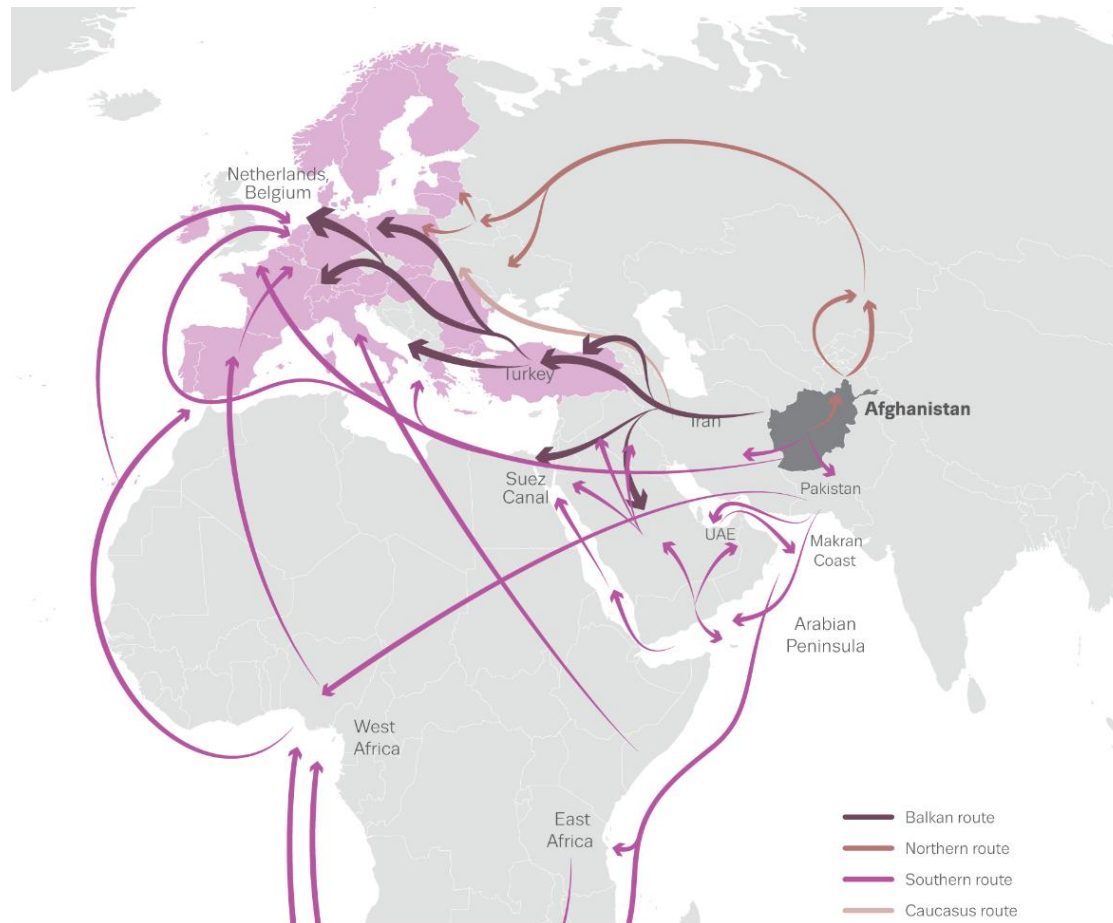 Netherlands,
Belgium
Turkey
Iran
Afghanistan
Suez
Canal
Pakistan
UAE
Makran
Coast
Arabian
Peninsula
West
Africa
East
Africa
Balkan route
Northern route
Southern route
Caucasus route